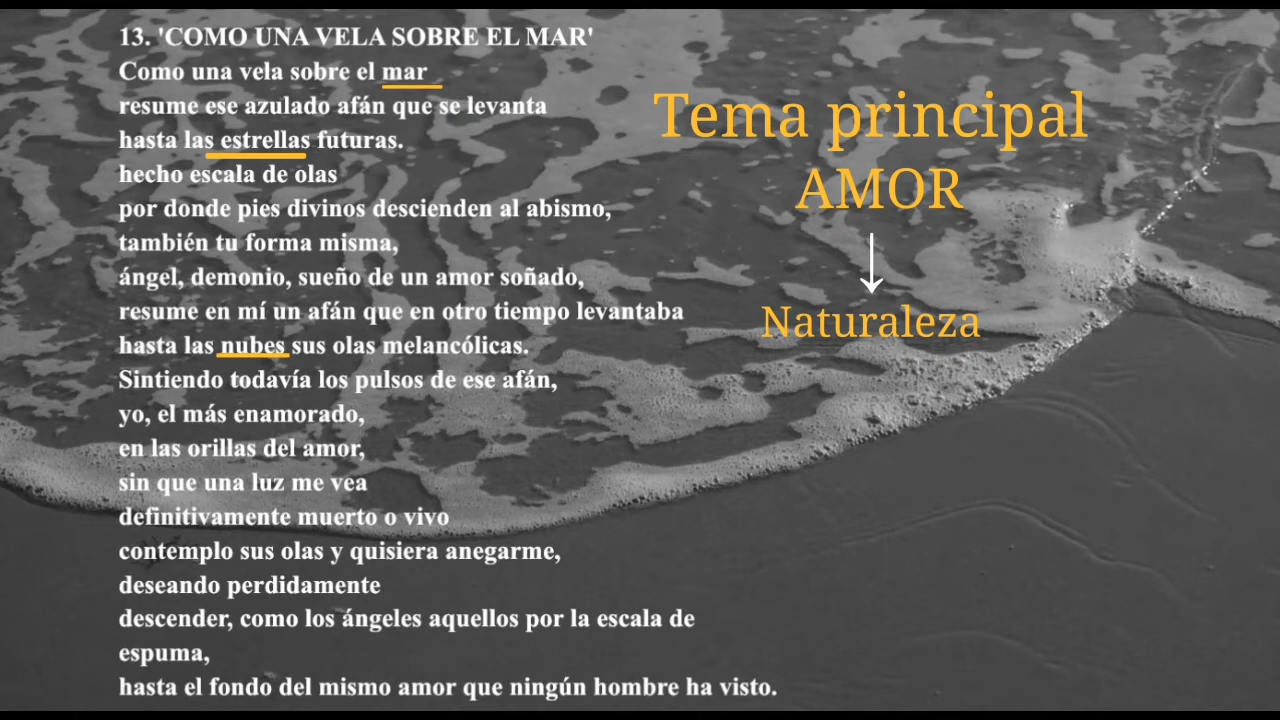 13. 'COMO UNA VELA SOBRE EL MAR'
Como una vela sobre el mar
resume ese azulado afán que se levanta
hasta las estrellas futuras.
hecho escala de olas
por donde pies divinos descienden al abismo,
también tu forma misma,
ángel, demonio, sueño de un amor soñado,
resume en mí un afán que en otro tiempo levantaba
hasta las nubes sus olas melancólicas.
Sintiendo todavía los pulsos de ese afán,
yo, el más enamorado,
en las orillas del amor,
sin que una luz me vea
definitivamente muerto o vivo
contemplo sus olas y quisiera anegarme,
deseando perdidamente
descender, como los ángeles aquellos por la escala de
espuma,
hasta el fondo del mismo amor que ningún hombre ha visto.
Tema principal
AMOR
Naturaleza